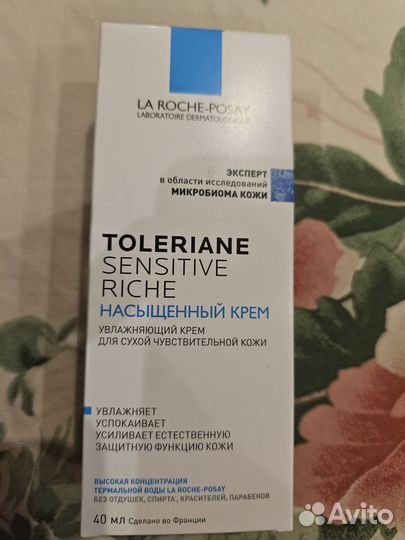 LA ROCHE-POSAY
LABORATOIRE DERMATOLOGIQUE
ЭКСПЕРТ
в области исследований
МИКРОБИОМА КОЖИ
TOLERIANE
SENSITIVE
RICHE
НАСЫЩЕННЫЙ КРЕМ
УВЛАЖНЯЮЩИЙ КРЕМ
ДЛЯ СУХОЙ ЧУВСТВИТЕЛЬНОЙ КОЖИ
УВЛАЖНЯЕТ
УСПОКАИВАЕТ
УСИЛИВАЕТ ЕСТЕСТВЕННУЮ
ЗАЩИТНУЮ ФУНКЦИЮ КОЖИ
ВЫСОКАЯ КОНЦЕНТРАЦИЯ
ТЕРМАЛЬНОЙ ВОДЫ LA ROCHE-POSAY
БЕЗ ОТДУШЕК, СПИРТА, КРАСИТЕЛЕЙ, ПАРАБЕНОВ
40 МЛ Сделано во Франции
Avito